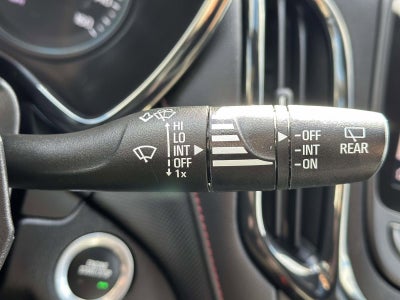 HI
LO
INT
OFF
1x
-OFF
-INT
-ON
REAR